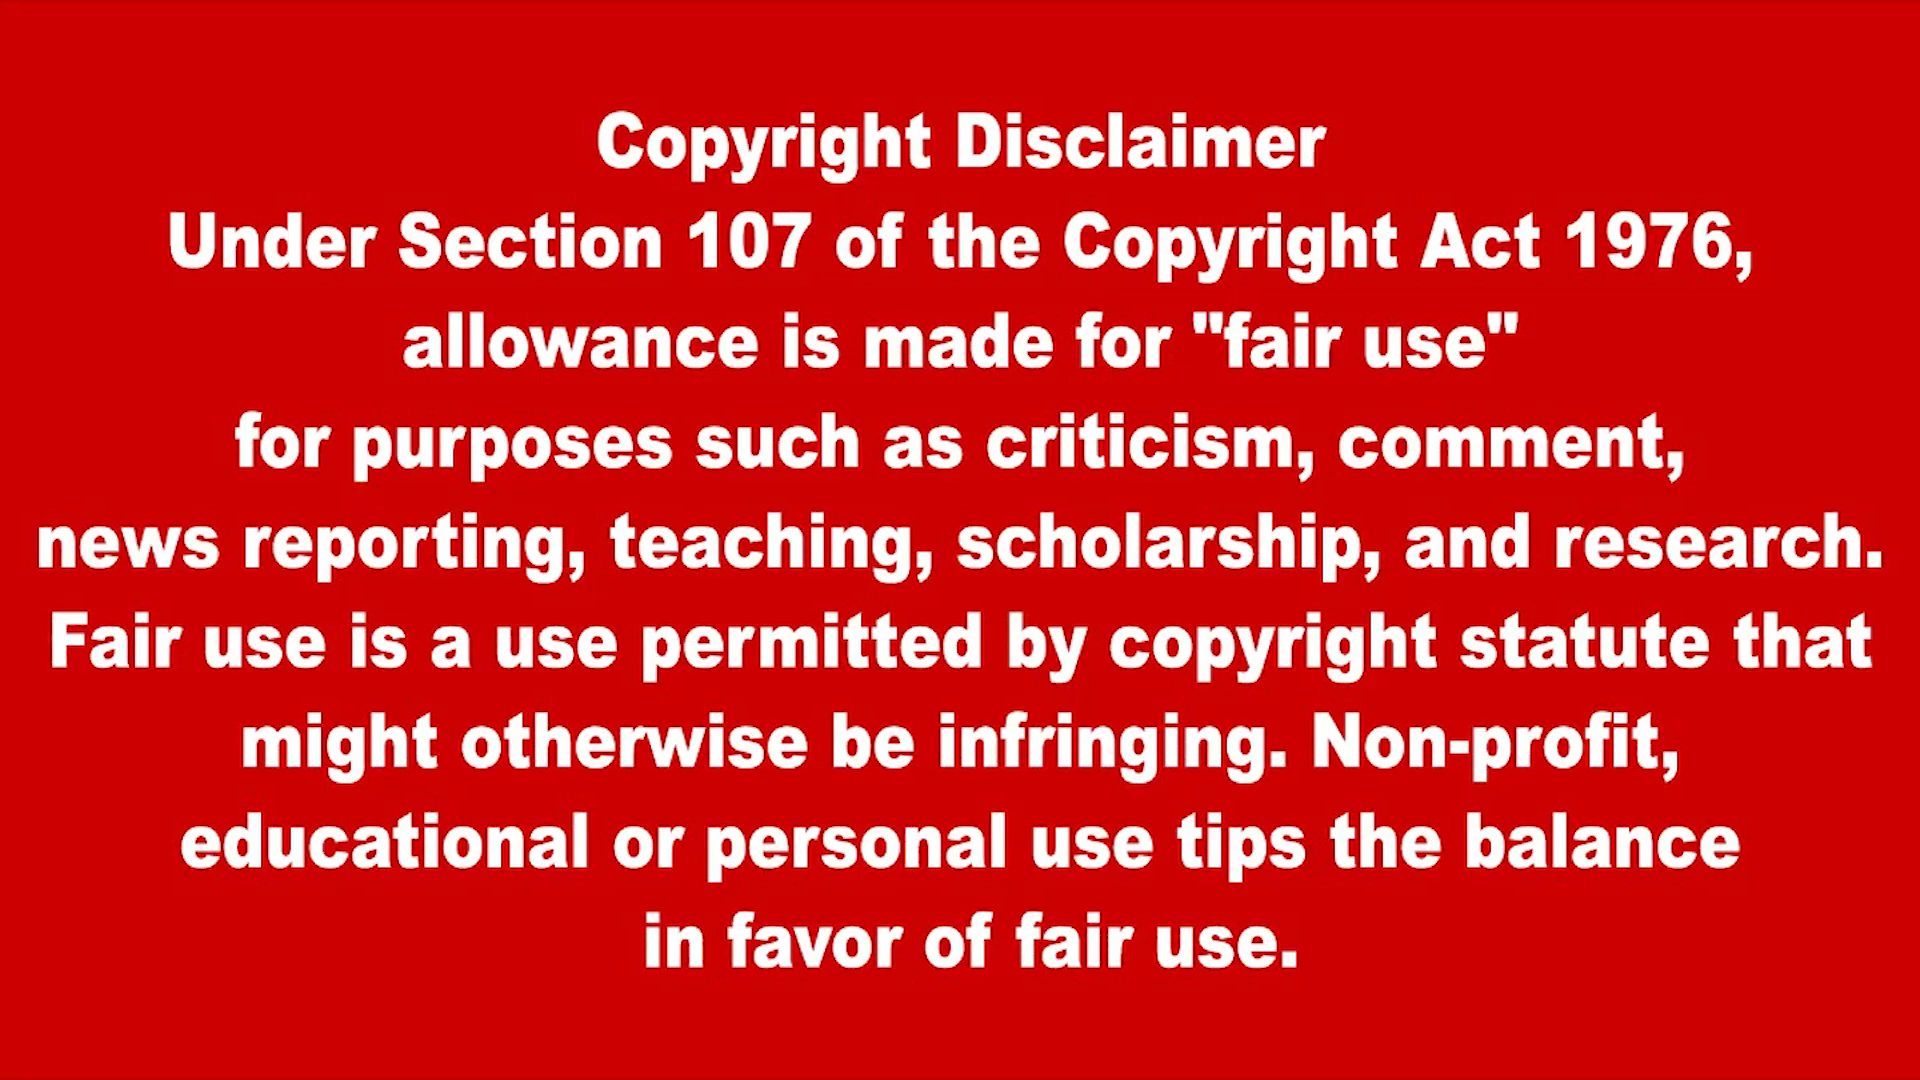 Copyright Disclaimer
Under Section 107 of the Copyright Act 1976,
allowance is made for "fair use"
for purposes such as criticism, comment,
news reporting, teaching, scholarship, and research.
Fair use is a use permitted by copyright statute that
might otherwise be infringing. Non-profit,
educational or personal use tips the balance
in favor of fair use.